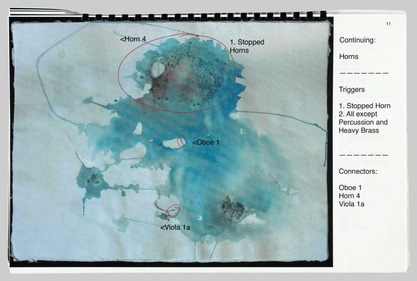 11
<Horn 4
1. Stopped
Horns
<Oboe 1
<Viola 1a
Continuing:
Horns
Triggers
1. Stopped Horn
2. All except
Percussion and
Heavy Brass
Connectors:
Oboe 1
Horn 4
Viola 1a